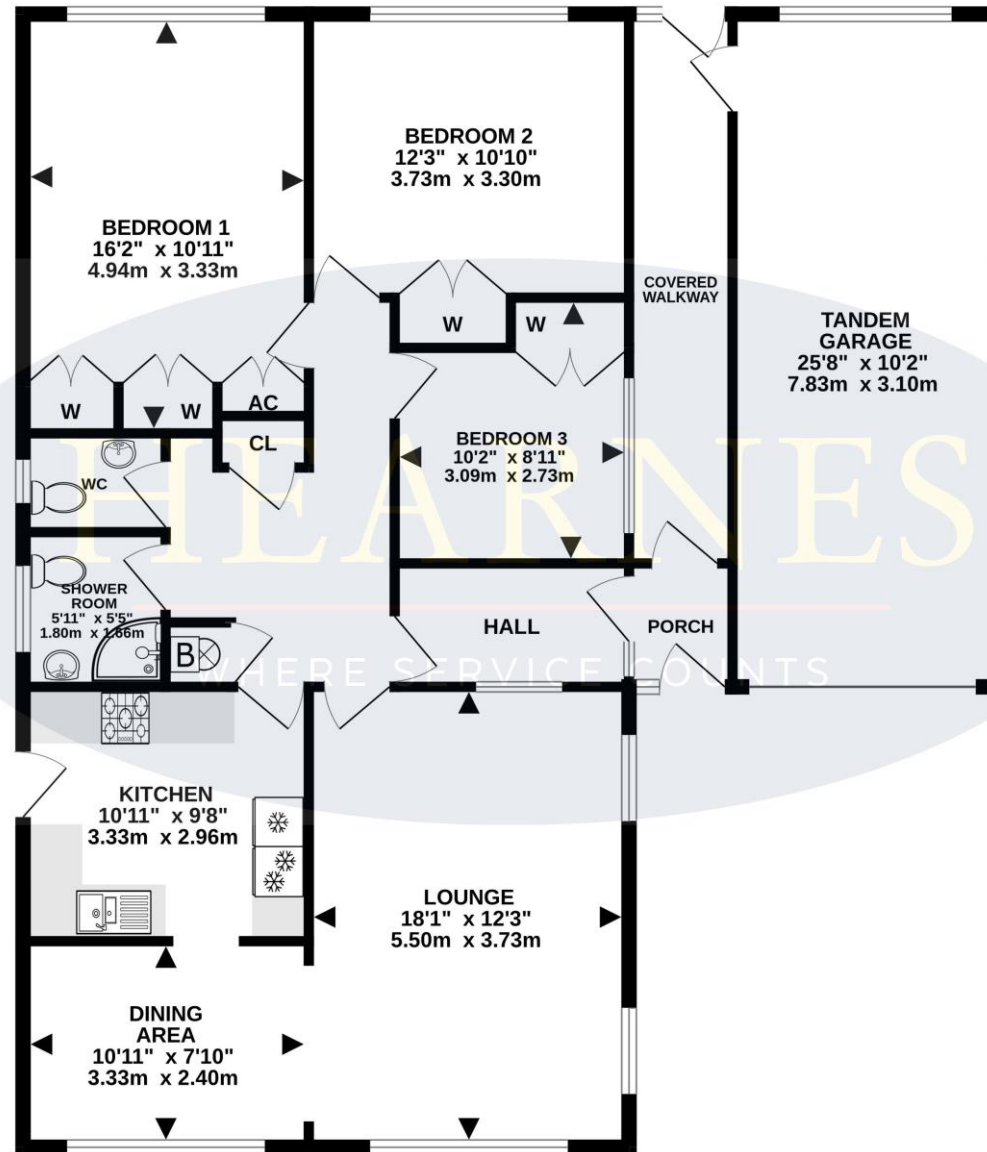 BEDROOM 1
16'2" x 10'11"
4.94m x 3.33m
BEDROOM 2
12'3" x 10'10"
3.73m x 3.30m
COVERED
WALKWAY
TANDEM
GARAGE
25'8" x 10'2"
7.83m x 3.10m
W
W
W
W
AC
CL
WC
BEDROOM 3
10'2" x 8'11"
3.09m x 2.73m
HEARNES
SHOWER
ROOM
5'11" x 5'5"
1.80m x 1.66m
B
HALL
PORCH
WHERE SERVICE COUNTS
KITCHEN
10'11" x 9'8"
3.33m x 2.96m
LOUNGE
18'1" x 12'3"
5.50m x 3.73m
DINING
AREA
10'11" x 7'10"
3.33m x 2.40m